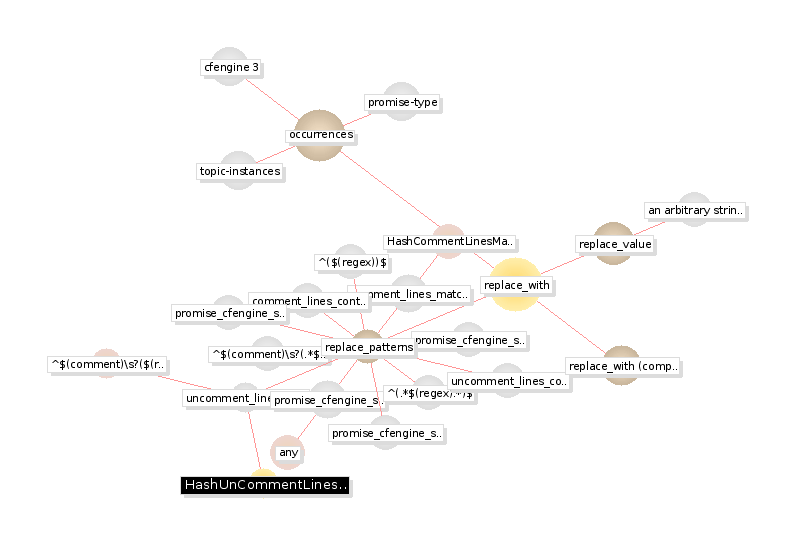 cfengine 3
promise-type
occurrences
topic-instances
an arbitrary strin..
HashCommentLinesMa..
replace_value
^($(regex))$
replace_with
comment_lines_cont..
mment_lines_matc..
promise_cfengine_s..
replace_patterns
promise_cfengine_s..
^$(comment)\s?(.*$..
^$(comment)\s?($(r..
replace_with (comp..
uncomment_lines_co..
uncomment_line
promise_cfengine_s..
^(.*$(regex).*)$
promise_cfengine_s..
any
HashUnCommentLines..